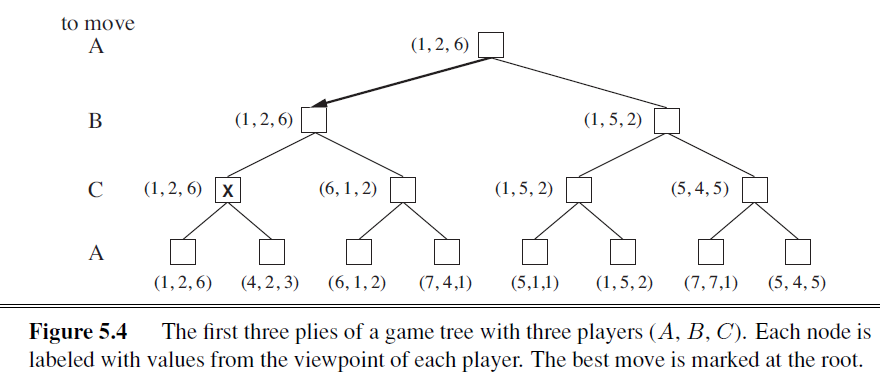 to move
A (1, 2, 6)
B (1, 2, 6) (1, 5, 2)
C (1, 2, 6) X (6, 1, 2) (1, 5, 2) (5, 4, 5)
A
(1, 2, 6) (4, 2, 3) (6, 1, 2) (7, 4,1) (5,1,1) (1, 5, 2) (7,7,1) (5, 4, 5)
Figure 5.4 The first three plies of a game tree with three players (A, B, C). Each node is
labeled with values from the viewpoint of each player. The best move is marked at the root.